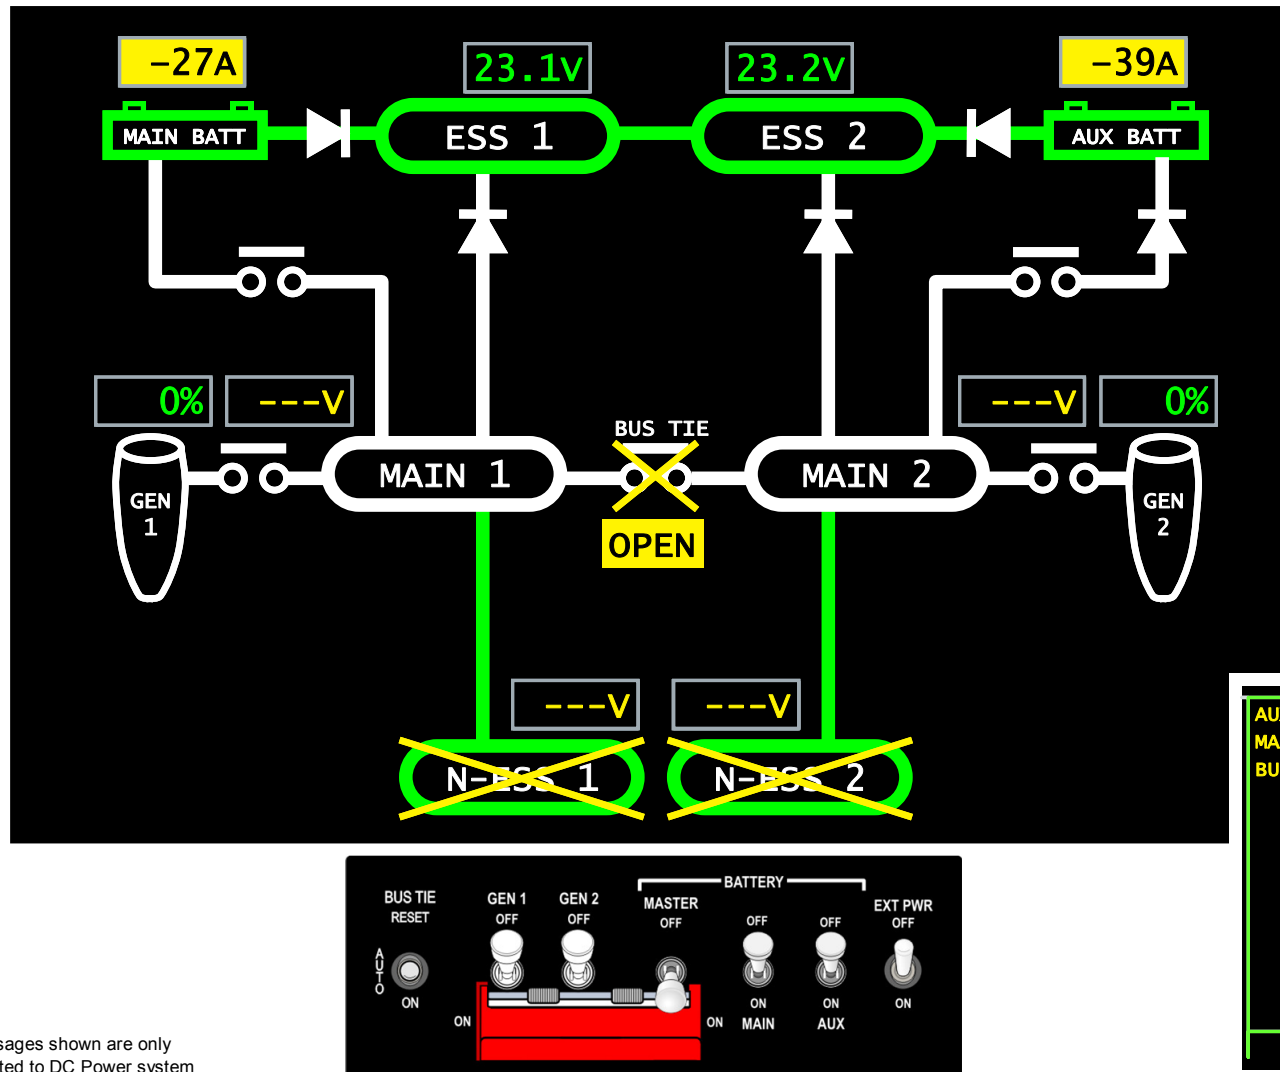 -27A
23.1V
23.2V
-39A
MAIN BATT
ESS 1
ESS 2
AUX BATT
0%
---V
---V
0%
BUS TIE
MAIN 1
MAIN 2
GEN
1
GEN
2
OPEN
---V
---V
N-ESS 1
N-ESS 2
AU
MA
BU
BATTERY
BUS TIE
RESET
GEN 1
OFF
GEN 2
OFF
MASTER
OFF
OFF
OFF
EXT PWR
OFF
AUTO
ON
ON
ON
ON
MAIN
ON
AUX
ON
sages shown are only
ted to DC Power system